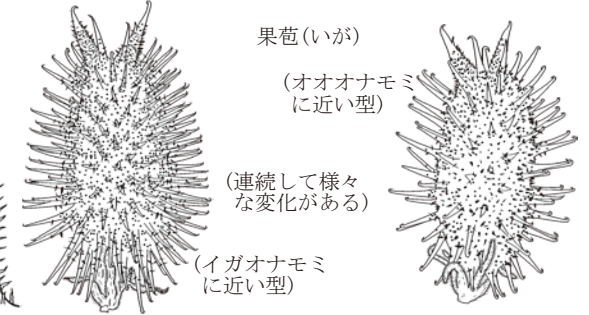 果苞(いが)
(オオオナモミ
に近い型)
(連続して様々
な変化がある)
(イガオナモミ
に近い型)